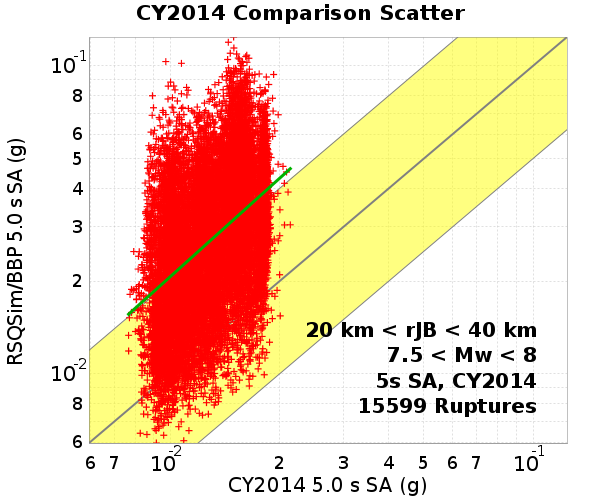 CY2014 Comparison Scatter
RSQSim/BBP 5.0 s SA (g)
10⁻¹
8
6
5
4
3
2
10⁻²
8
6
20 km < rJB < 40 km
7.5 < Mw < 8
5s SA, CY2014
15599 Ruptures
6 7 10⁻² 2 3 4 5 6 7 10⁻¹
CY2014 5.0 s SA (g)